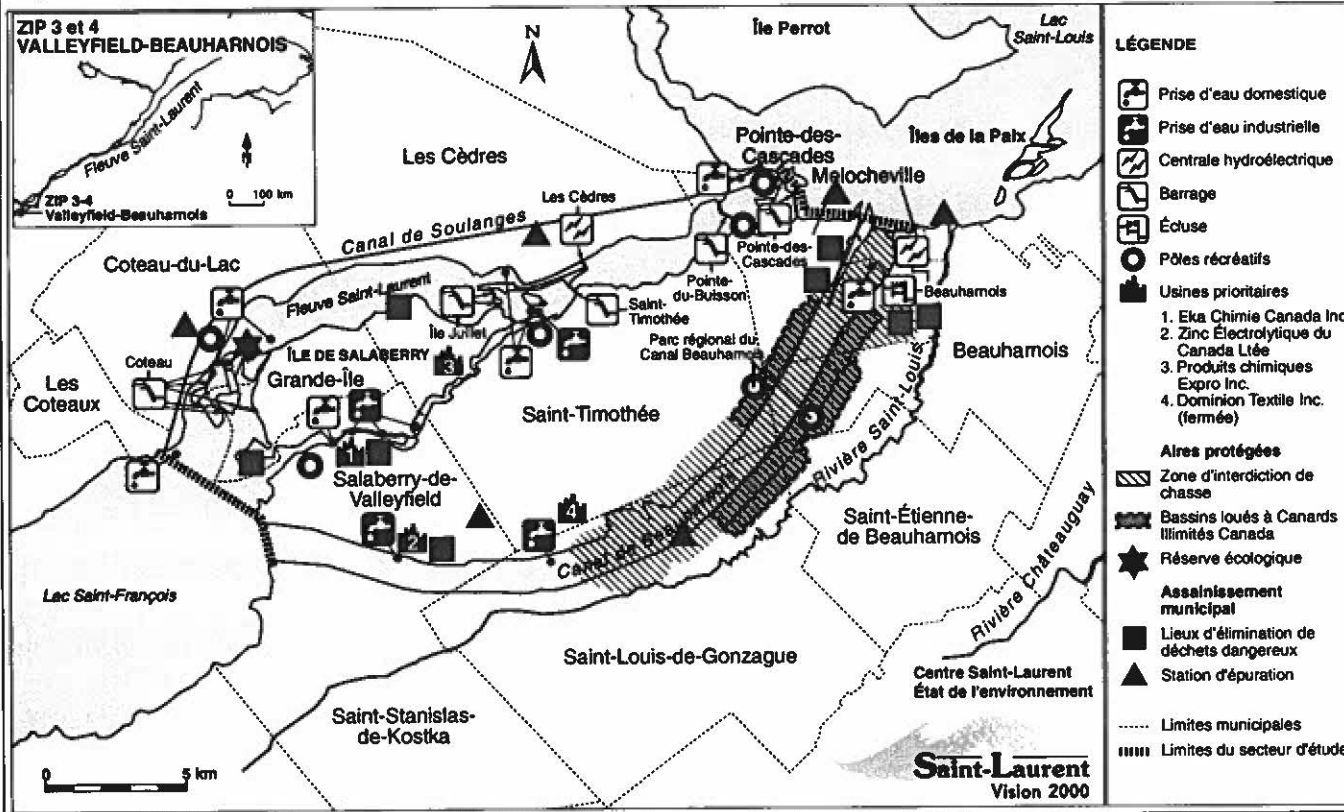 ZIP 3 et 4
VALLEYFIELD-BEAUHARNOIS
Fleuve Saint-Laurent
N
0 100 km
ZIP 3-4
Valleyfield-Beauharnois
N
Île Perrot
Lac
Saint-Louis
Les Cèdres
Pointe-des-
Cascades
Îles de la Paix
Melocheville
Les Cèdres
Canal de Soulanges
Coteau-du-Lac
Fleuve Saint-Laurent
Pointe-des-
Cascades
Pointe-
du-Buisson
Beauharnois
Saint-
Timothée
Île Juillet
Parc régional du
Canal Beauharnois
ÎLE DE SALABERRY
3
Coteau
Grande-Île
Beauharnois
Les
Coteaux
Saint-Timothée
Rivière Saint-Louis
1
Salaberry-de-
Valleyfield
4
2
Canal de Beauharnois
Saint-Étienne-
de Beauharnois
Rivière Châteauguay
Lac Saint-François
Saint-Louis-de-Gonzague
Centre Saint-Laurent
État de l'environnement
Saint-Stanislas-
de-Kostka
0 5 km
Saint-Laurent
Vision 2000
LÉGENDE
Prise d'eau domestique
Prise d'eau industrielle
Centrale hydroélectrique
Barrage
Écluse
Pôles récréatifs
Usines prioritaires
1. Eka Chimie Canada Inc
2. Zinc Électrolytique du
Canada Ltée
3. Produits chimiques
Expro Inc.
4. Dominion Textile Inc.
(fermée)
Aires protégées
Zone d'interdiction de
chasse
Bassins loués à Canards
Illimités Canada
Réserve écologique
Assainissement
municipal
Lieux d'élimination de
déchets dangereux
Station d'épuration
Limites municipales
Limites du secteur d'étude